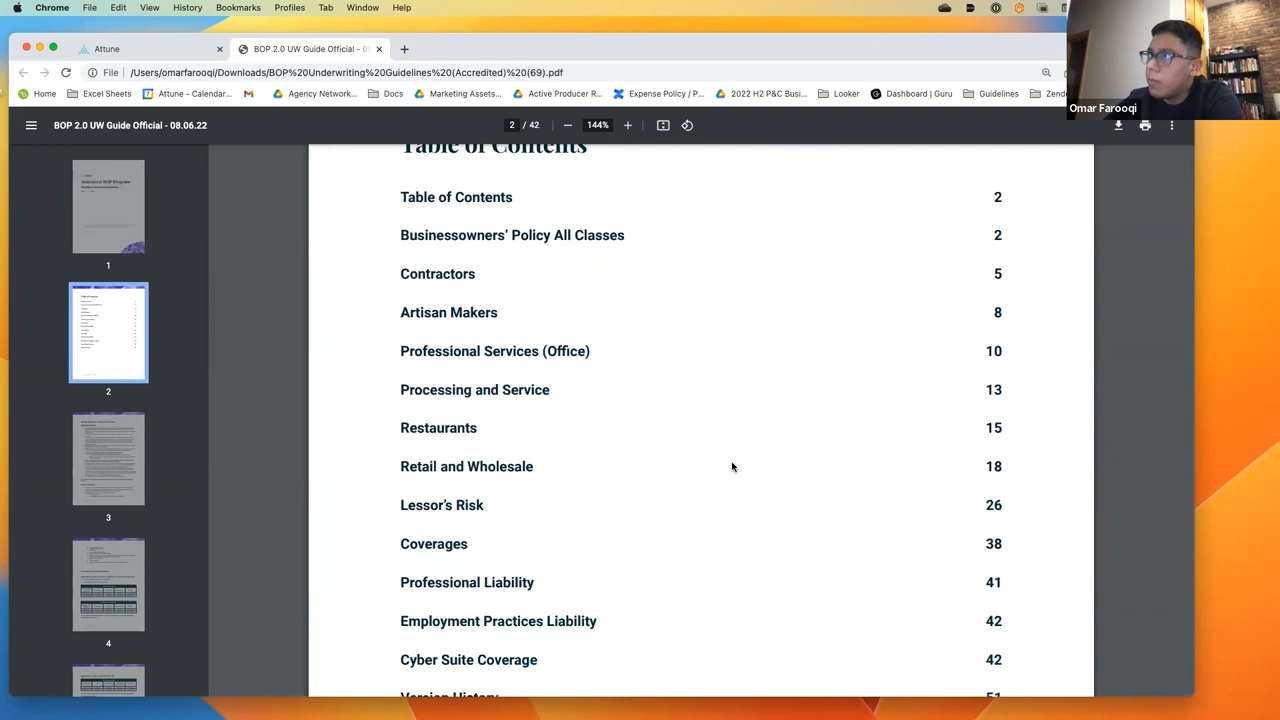 Chrome File Edit View History Bookmarks Profiles Tab Window Help
Attune
BOP 2.0 UW Guide Official - 0
File /Users/omarfarooqi/Downloads/BOP%20Underwriting%20Guidelines%20(Accredited)%20(69).pdf
Home Excel Sheets Attune - Calendar... Agency Network... Docs Marketing Assets... Active Producer R... Expense Policy / P... 2022 H2 P&C Busi... Looker Dashboard | Guru Guidelines Zend
Omar Farooqi
BOP 2.0 UW Guide Official - 08.06.22 2 / 42 144%
Table of Contents
Table of Contents 2
Businessowners' Policy All Classes 2
Contractors 5
Artisan Makers 8
Professional Services (Office) 10
Processing and Service 13
Restaurants 15
Retail and Wholesale 18
Lessor's Risk 26
Coverages 38
Professional Liability 41
Employment Practices Liability 42
Cyber Suite Coverage 42
Version History 51
1
2
3
4